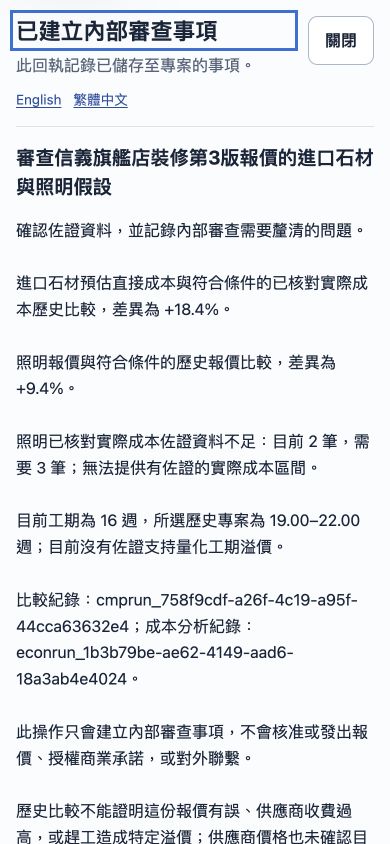 已建立內部審查事項
關閉
此回執記錄已儲存至專案的事項。
English 繁體中文
審查信義旗艦店裝修第3版報價的進口石材
與照明假設
確認佐證資料，並記錄內部審查需要釐清的問題。
進口石材預估直接成本與符合條件的已核對實際成
本歷史比較，差異為 +18.4%。
照明報價與符合條件的歷史報價比較，差異為
+9.4%。
照明已核對實際成本佐證資料不足：目前 2 筆，需
要 3 筆；無法提供有佐證的實際成本區間。
目前工期為 16 週，所選歷史專案為 19.00–22.00
週；目前沒有佐證支持量化工期溢價。
比較紀錄：cmprun_758f9cdf-a26f-4c19-a95f-
44cca63632e4；成本分析紀錄：
econrun_1b3b79be-ae62-4149-aad6-
18a3ab4e4024。
此操作只會建立內部審查事項，不會核准或發出報
價、授權商業承諾，或對外聯繫。
歷史比較不能證明這份報價有誤、供應商收費過
高，或趕工造成特定溢價；供應商價格也未確認目